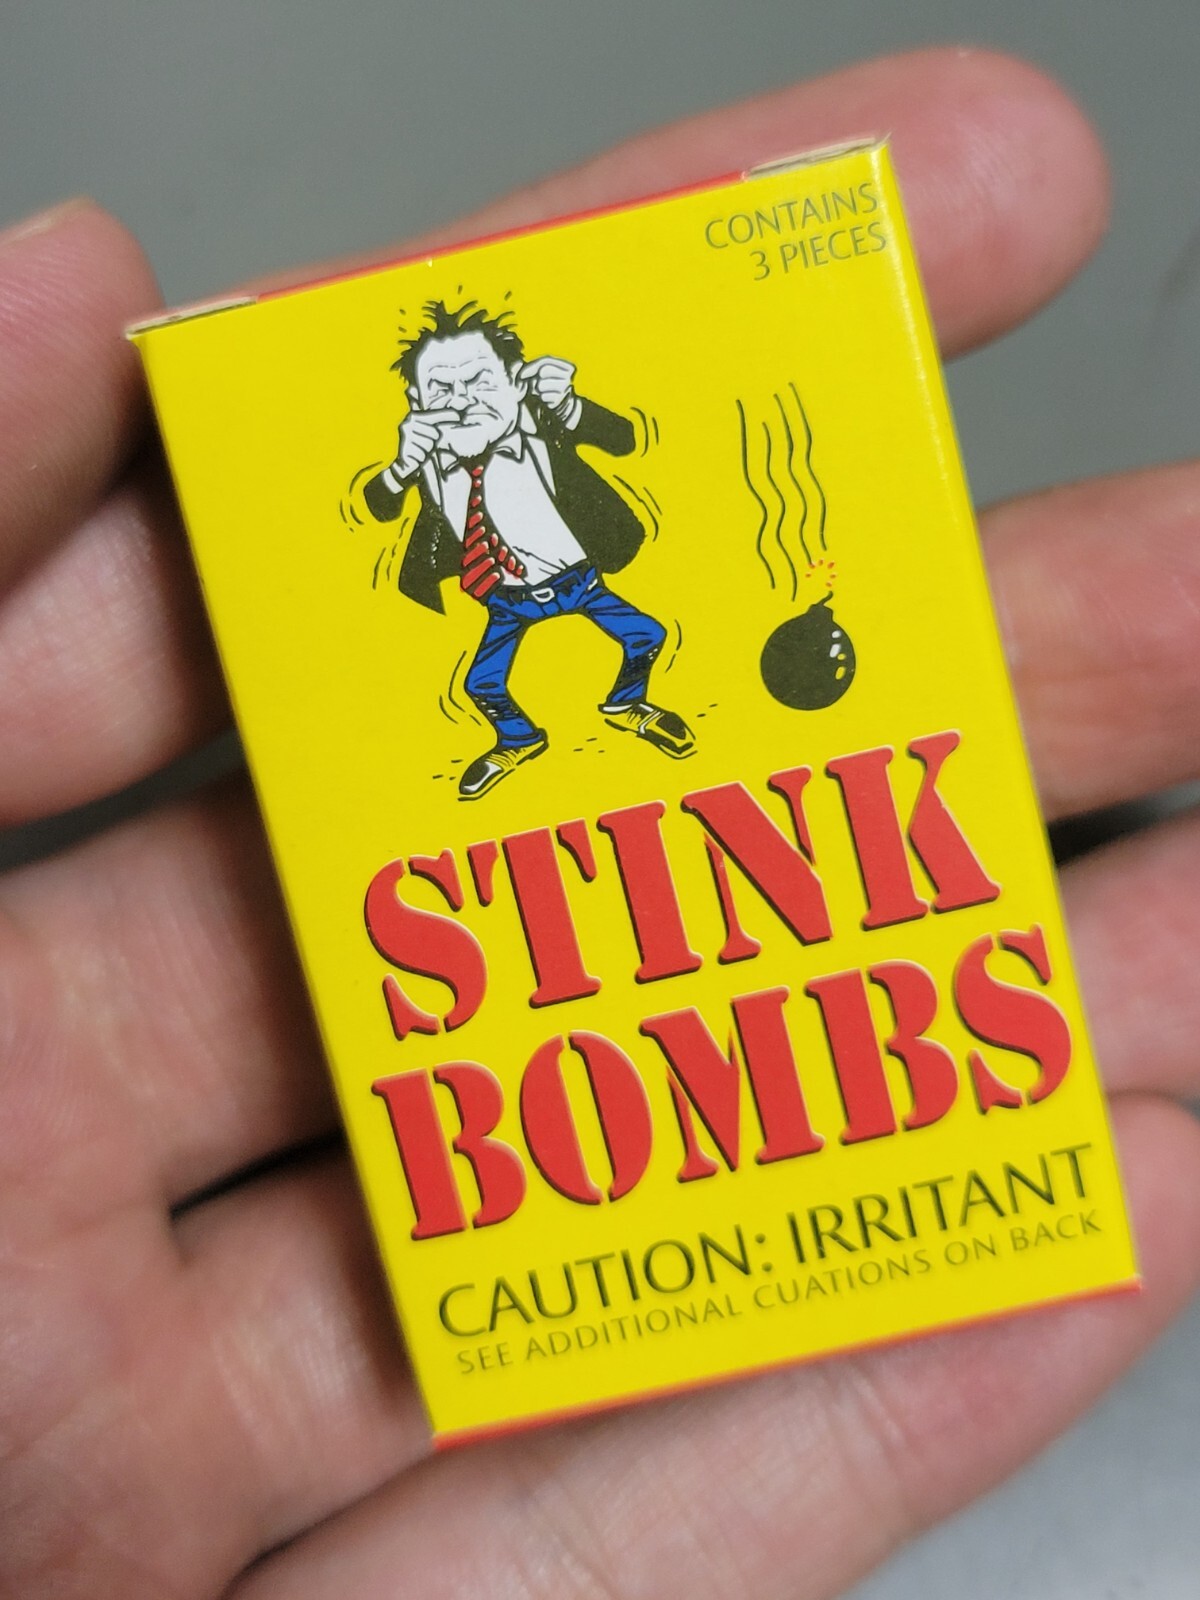 CONTAINS
3 PIECES
STINK
BOMBS
CAUTION: IRRITANT
SEE ADDITIONAL CUATIONS ON BACK